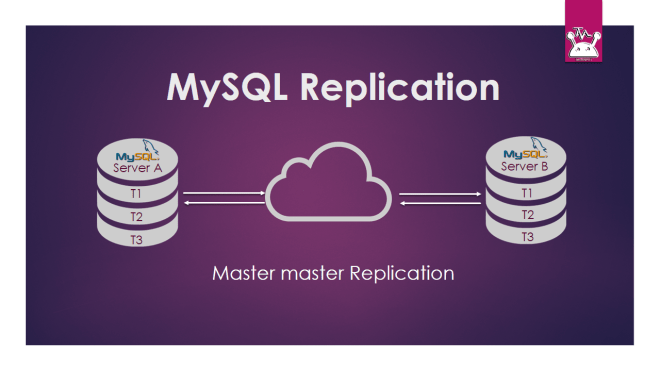 MySQL Replication
MySQL
Server A
T1
T2
T3
MySQL
Server B
T1
T2
T3
Master master Replication